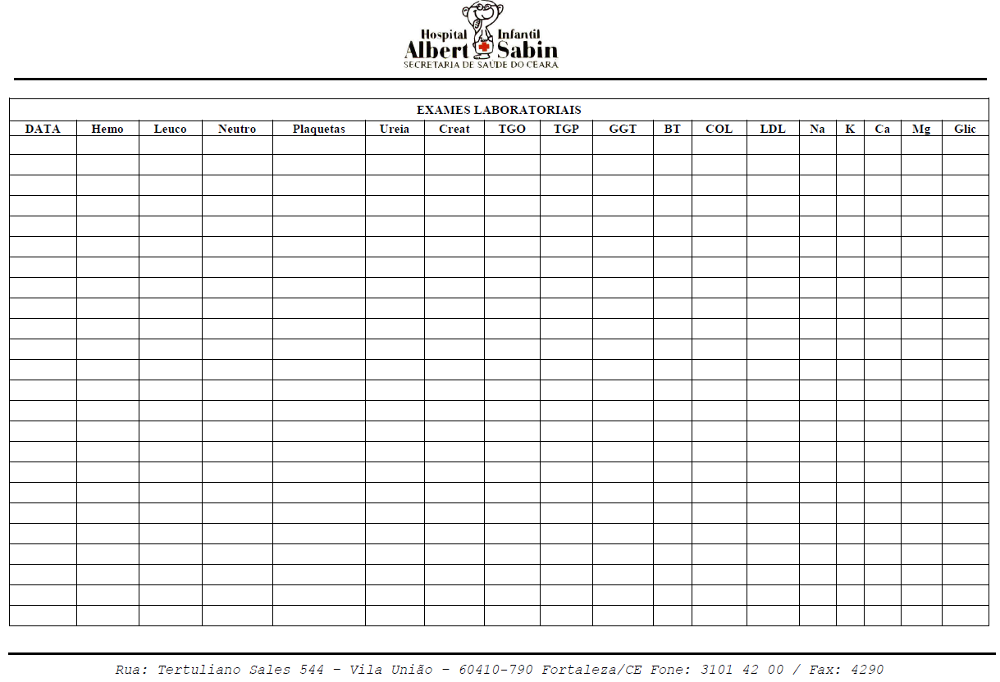 Hospital Infantil
Albert Sabin
SECRETARIA DE SAÚDE DO CEARA
EXAMES LABORATORIAIS
DATA Hemo Leuco Neutro Plaquetas Ureia Creat TGO TGP GGT BT COL LDL Na K Ca Mg Glic
Rua: Tertuliano Sales 544 – Vila União – 60410-790 Fortaleza/CE Fone: 3101 42 00 / Fax: 4290